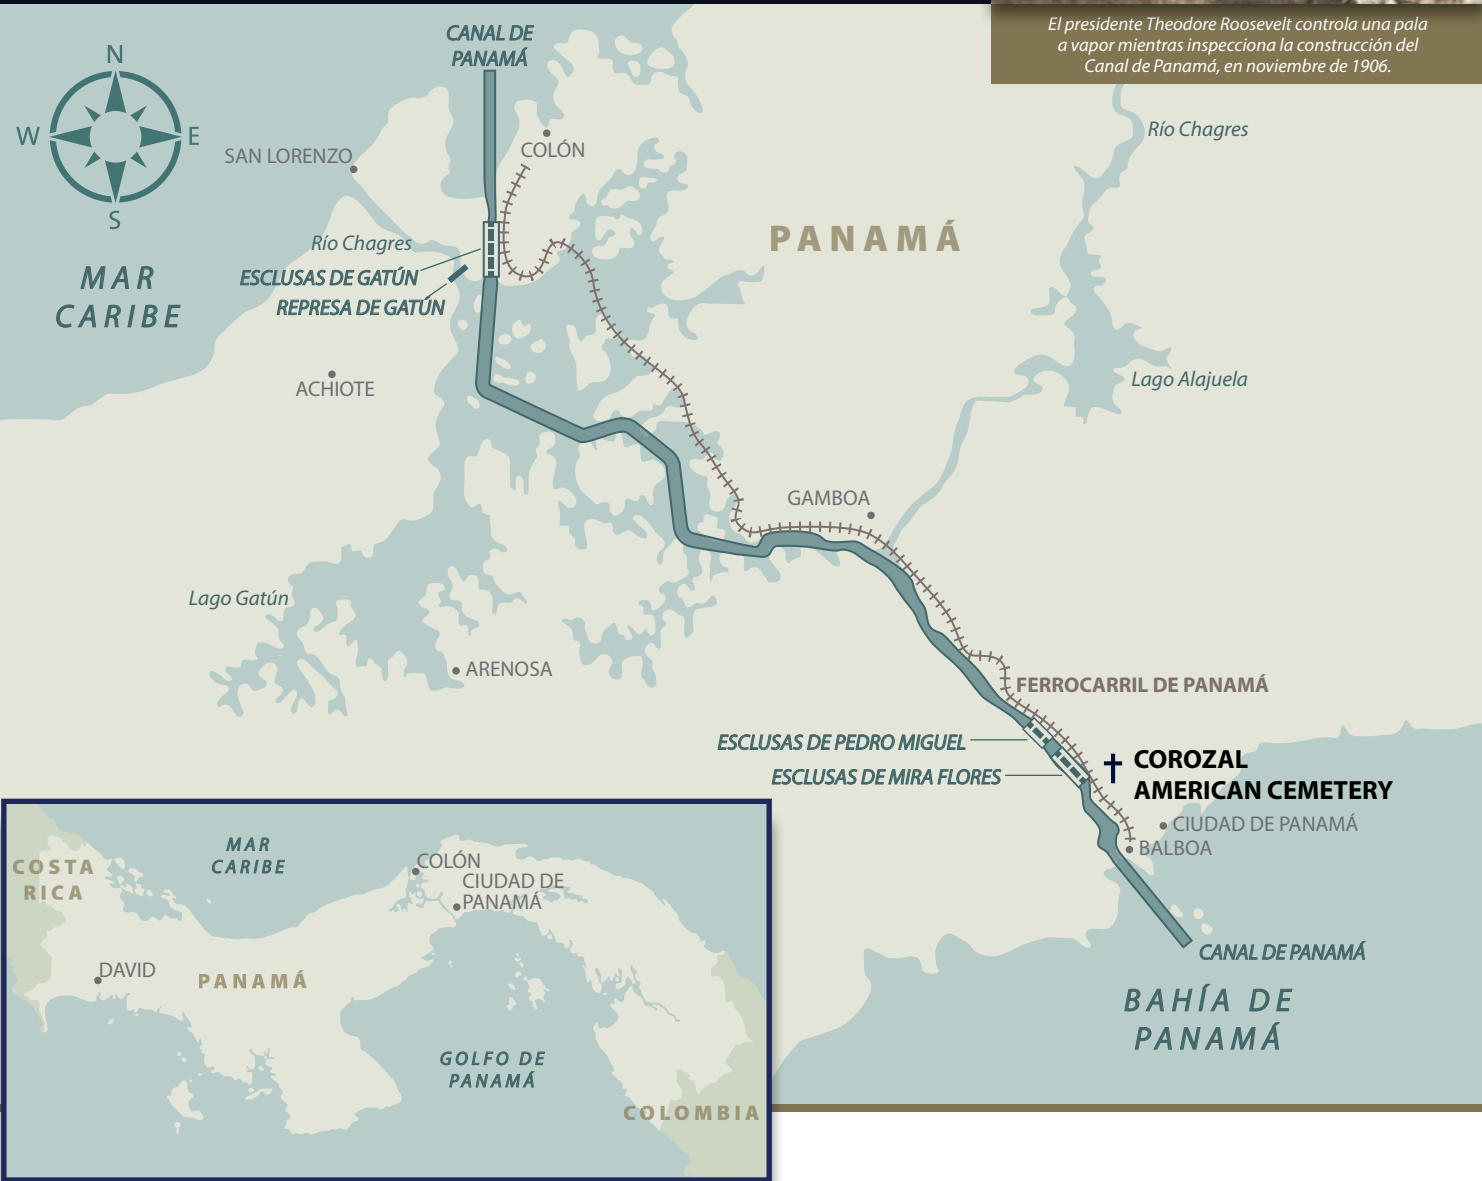 El presidente Theodore Roosevelt controla una pala
a vapor mientras inspecciona la construcción del
Canal de Panamá, en noviembre de 1906.
CANAL DE
PANAMÁ
N
W
E
S
COLÓN
Río Chagres
SAN LORENZO
PANAMÁ
Río Chagres
ESCLUSAS DE GATÚN
REPRESA DE GATÚN
MAR
CARIBE
ACHIOTE
Lago Alajuela
GAMBOA
Lago Gatún
ARENOSA
FERROCARRIL DE PANAMÁ
ESCLUSAS DE PEDRO MIGUEL
ESCLUSAS DE MIRA FLORES
COROZAL
AMERICAN CEMETERY
CIUDAD DE PANAMÁ
BALBOA
CANAL DE PANAMÁ
BAHÍA DE
PANAMÁ
MAR
CARIBE
COSTA
RICA
COLÓN
CIUDAD DE
PANAMÁ
DAVID
PANAMÁ
GOLFO DE
PANAMÁ
COLOMBIA